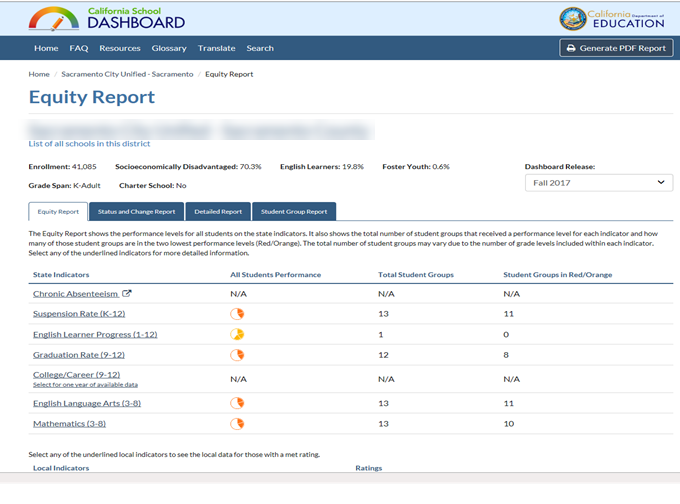 California School
DASHBOARD
California Department of
EDUCATION
Home FAQ Resources Glossary Translate Search
Generate PDF Report
Home / Sacramento City Unified - Sacramento / Equity Report
Equity Report
List of all schools in this district
Enrollment: 41,085 Socioeconomically Disadvantaged: 70.3% English Learners: 19.8% Foster Youth: 0.6% Dashboard Release:
Grade Span: K-Adult Charter School: No Fall 2017
Equity Report Status and Change Report Detailed Report Student Group Report
The Equity Report shows the performance levels for all students on the state indicators. It also shows the total number of student groups that received a performance level for each indicator and how
many of those student groups are in the two lowest performance levels (Red/Orange). The total number of student groups may vary due to the number of grade levels included within each indicator.
Select any of the underlined indicators for more detailed information.
State Indicators All Students Performance Total Student Groups Student Groups in Red/Orange
Chronic Absenteeism N/A N/A N/A
Suspension Rate (K-12) 13 11
English Learner Progress (1-12) 1 0
Graduation Rate (9-12) 12 8
College/Career (9-12)
Select for one year of available data N/A N/A N/A
English Language Arts (3-8) 13 11
Mathematics (3-8) 13 10
Select any of the underlined local indicators to see the local data for those with a met rating.
Local Indicators Ratings